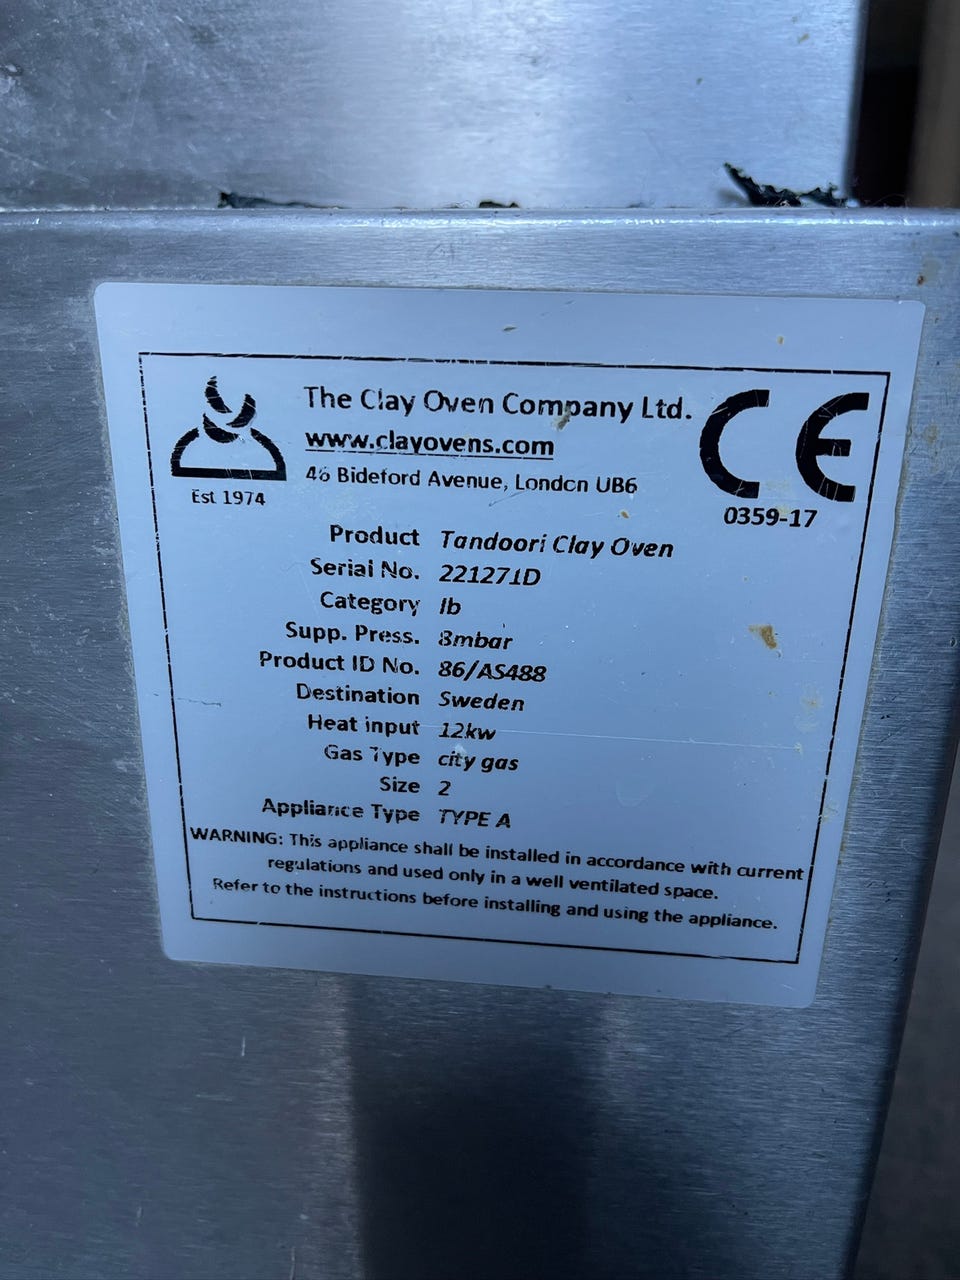 The Clay Oven Company Ltd.
www.clayovens.com
46 Bideford Avenue, London UB6
Est 1974
CE
0359-17
Product Tandoori Clay Oven
Serial No. 221271D
Category Ib
Supp. Press. 8mbar
Product ID No. 86/AS488
Destination Sweden
Heat input 12kw
Gas Type city gas
Size 2
Appliance Type TYPE A
WARNING: This appliance shall be installed in accordance with current
regulations and used only in a well ventilated space.
Refer to the instructions before installing and using the appliance.